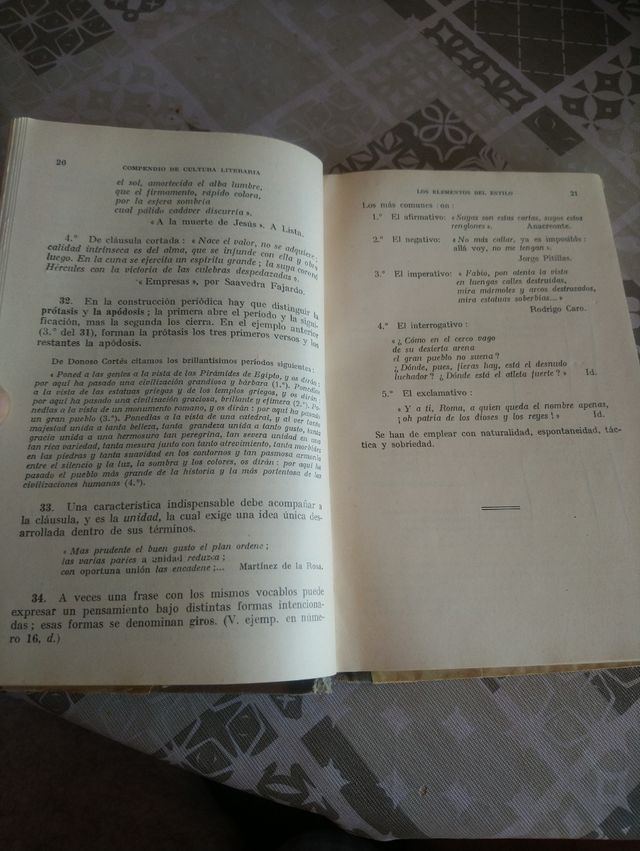 20
COMPENDIO DE CULTURA LITERARIA
el sol, amortecida el alba lumbre,
que el firmamento, rápido colora,
por la esfera sombría
cual pálido cadáver discurría ».
« A la muerte de Jesús ». A Lista.
4.º De cláusula cortada : « Nace el valor, no se adquiere ;
calidad intrínseca es del alma, que se infunde con ella y obra
luego. En la cuna se ejercita un espíritu grande ; la suya coronó
Hércules con la victoria de las culebras despedazadas ».
« Empresas », por Saavedra Fajardo.
32. En la construcción periódica hay que distinguir la
prótasis y la apódosis ; la primera abre el período y la signi-
ficación, mas la segunda los cierra. En el ejemplo anterior
(3.º del 31), forman la prótasis los tres primeros versos y los
restantes la apódosis.
De Donoso Cortés citamos los brillantísimos períodos siguientes :
« Poned a las gentes a la vista de las Pirámides de Egipto, y os dirán :
por aquí ha pasado una civilización grandiosa y bárbara (1.º). Ponedlas
a la vista de las estatuas griegas y de los templos griegos, y os dirán :
por aquí ha pasado una civilización graciosa, brillante y efímera (2.º). Po-
nedlas a la vista de un monumento romano, y os dirán : por aquí ha pasado
un gran pueblo (3.º). Ponedlas a la vista de una catedral, y al ver tanta
majestad unida a tanta belleza, tanta grandeza unida a tanto gusto, tanta
gracia unida a una hermosura tan peregrina, tan severa unidad en una
tan rica variedad, tanta mesura junto con tanto atrevimiento, tanta morbidez
en las piedras y tanta suavidad en los contornos y tan pasmosa armonía
entre el silencio y la luz, la sombra y los colores, os dirán : por aquí ha
pasado el pueblo más grande de la historia y la más portentosa de las
civilizaciones humanas (4.º).
33. Una característica indispensable debe acompañar a
la cláusula, y es la unidad, la cual exige una idea única des-
arrollada dentro de sus términos.
« Mas prudente el buen gusto el plan ordene ;
las varias partes a unidad reduzca ;
con oportuna unión las encadene ;... Martínez de la Rosa.
34. A veces una frase con los mismos vocablos puede
expresar un pensamiento bajo distintas formas intenciona-
das ; esas formas se denominan giros. (V. ejemp. en núme-
ro 16, d.)
LOS ELEMENTOS DEL ESTILO
21
Los más comunes son :
1.º El afirmativo: «Suyas son estas cartas, suyos estos
renglones ». Anacreonte.
2.º El negativo: «No más callar, ya es imposible :
allá voy, no me tengan ».
Jorge Pitillas.
3.º El imperativo: « Fabio, pon atenta la vista
en luengas calles destruídas,
mira mármoles y arcos destrozados,
mira estatuas soberbias...»
Rodrigo Caro.
4.º El interrogativo :
« ¿Cómo en el cerco vago
de su desierta arena
el gran pueblo no suena ?
¿Dónde, pues, fieras hay, está el desnudo
luchador ? ¿Dónde está el atleta fuerte ? » Id.
5.º El exclamativo :
« Y a ti, Roma, a quien queda el nombre apenas,
¡ oh patria de los dioses y los reyes ! » Id.
Se han de emplear con naturalidad, espontaneidad, tác-
tica y sobriedad.